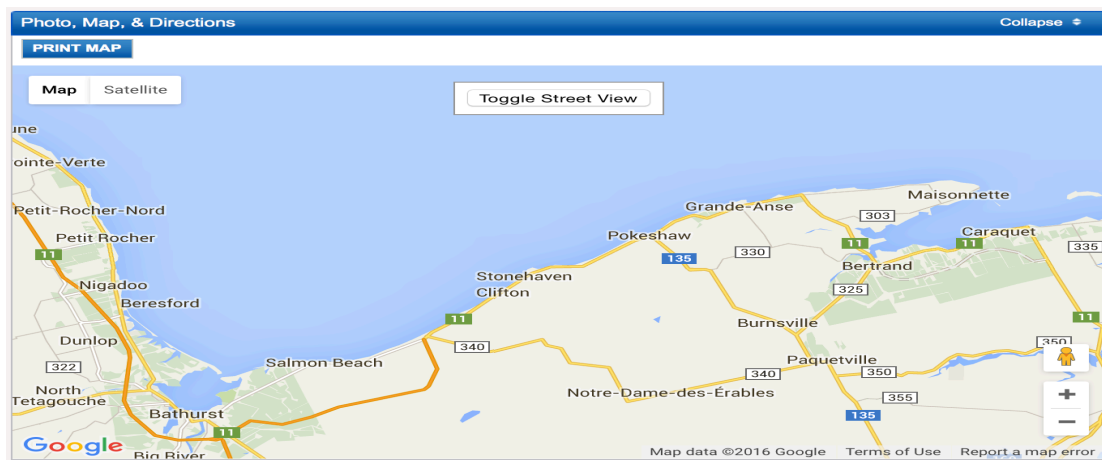 Photo, Map, & Directions
Collapse
PRINT MAP
Map Satellite
Toggle Street View
une
ointe-Verte
Maisonnette
Petit-Rocher-Nord
Grande-Anse
303
Petit Rocher
Pokeshaw
11
Caraquet
11
335
11
135
330
Bertrand
Nigadoo
Stonehaven
Clifton
325
Beresford
11
Burnsville
11
Dunlop
340
350
322
Salmon Beach
Paquetville
340
350
North
Tetagouche
Notre-Dame-des-Érables
355
Bathurst
135
11
Google
Big River
Map data ©2016 Google Terms of Use Report a map error